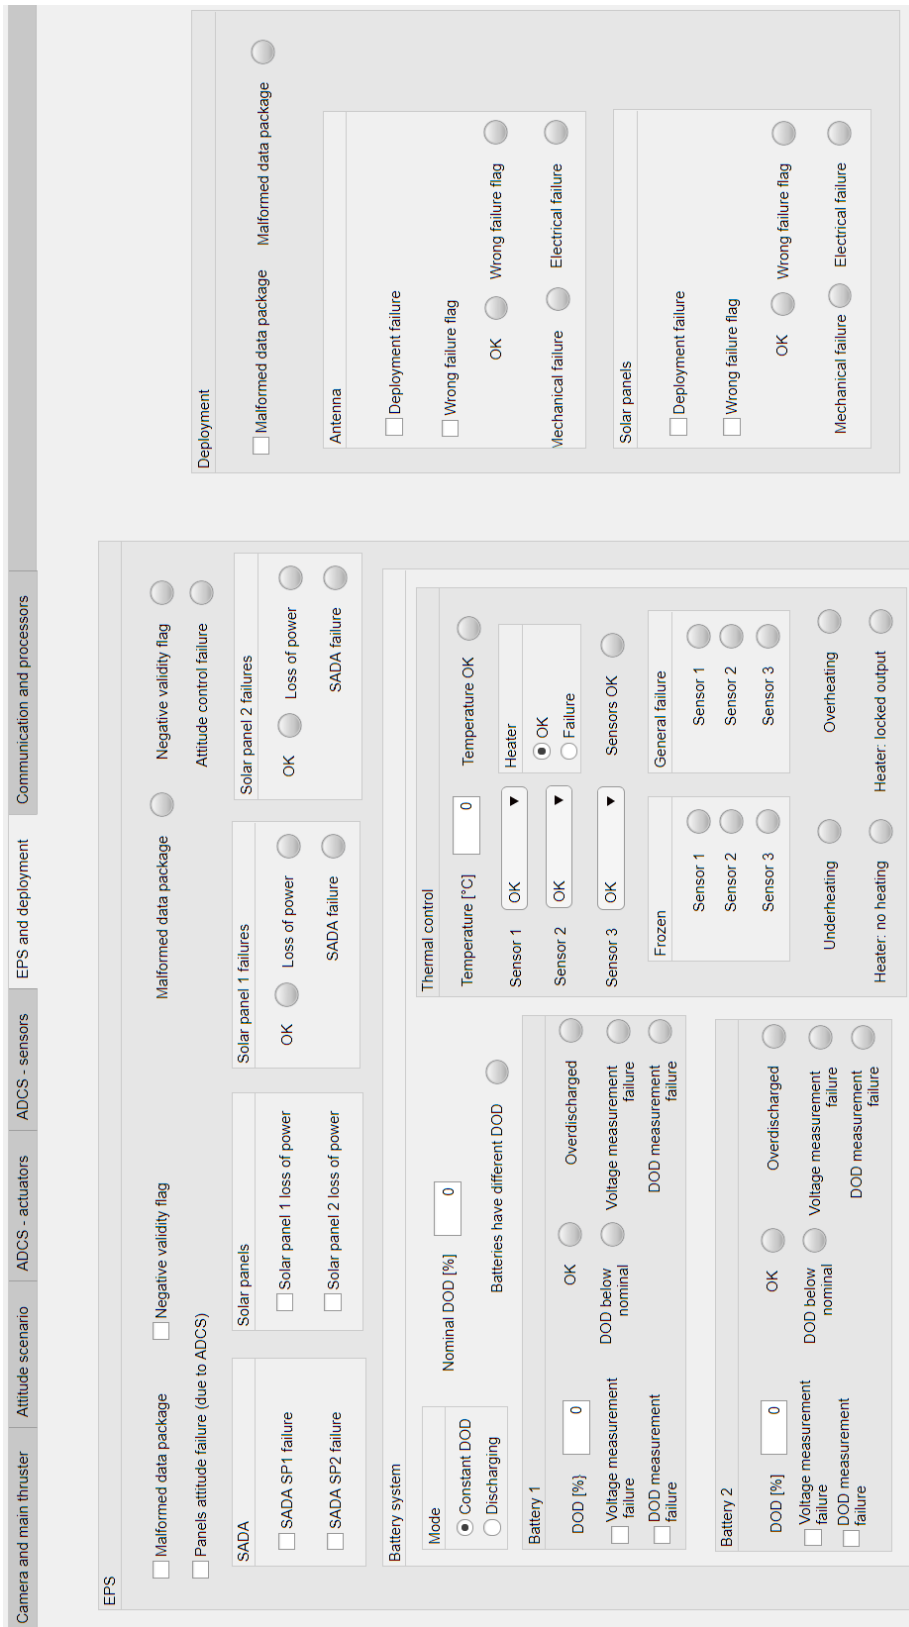 Camera and main thruster
Attitude scenario
ADCS - actuators
ADCS - sensors
EPS and deployment
Communication and processors
EPS
Malformed data package
Negative validity flag
Malformed data package
Negative validity flag
Panels attitude failure (due to ADCS)
Attitude control failure
SADA
SADA SP1 failure
SADA SP2 failure
Solar panels
Solar panel 1 loss of power
Solar panel 2 loss of power
Solar panel 1 failures
OK
Loss of power
SADA failure
Solar panel 2 failures
OK
Loss of power
SADA failure
Battery system
Mode
Constant DOD
Discharging
Nominal DOD [%]
0
Batteries have different DOD
Battery 1
DOD [%}
0
OK
Overdischarged
Voltage measurement
failure
DOD below
nominal
Voltage measurement
failure
DOD measurement
failure
DOD measurement
failure
Battery 2
DOD [%]
0
OK
Overdischarged
Voltage measurement
failure
DOD below
nominal
Voltage measurement
failure
DOD measurement
failure
DOD measurement
failure
Thermal control
Temperature [°C]
0
Temperature OK
Sensor 1
OK
Sensor 2
OK
Sensor 3
OK
Heater
OK
Failure
Sensors OK
Frozen
Sensor 1
Sensor 2
Sensor 3
General failure
Sensor 1
Sensor 2
Sensor 3
Underheating
Overheating
Heater: no heating
Heater: locked output
Deployment
Malformed data package
Malformed data package
Antenna
Deployment failure
Wrong failure flag
OK
Wrong failure flag
Mechanical failure
Electrical failure
Solar panels
Deployment failure
Wrong failure flag
OK
Wrong failure flag
Mechanical failure
Electrical failure